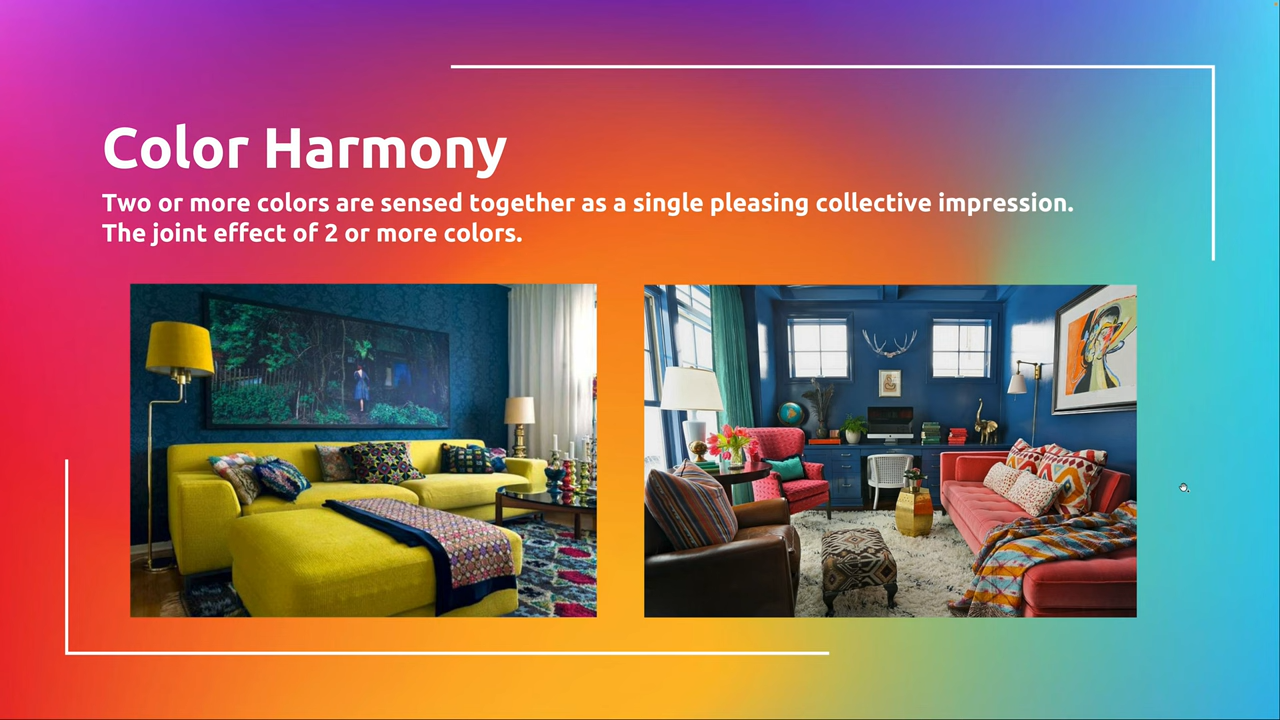 Color Harmony
Two or more colors are sensed together as a single pleasing collective impression.
The joint effect of 2 or more colors.